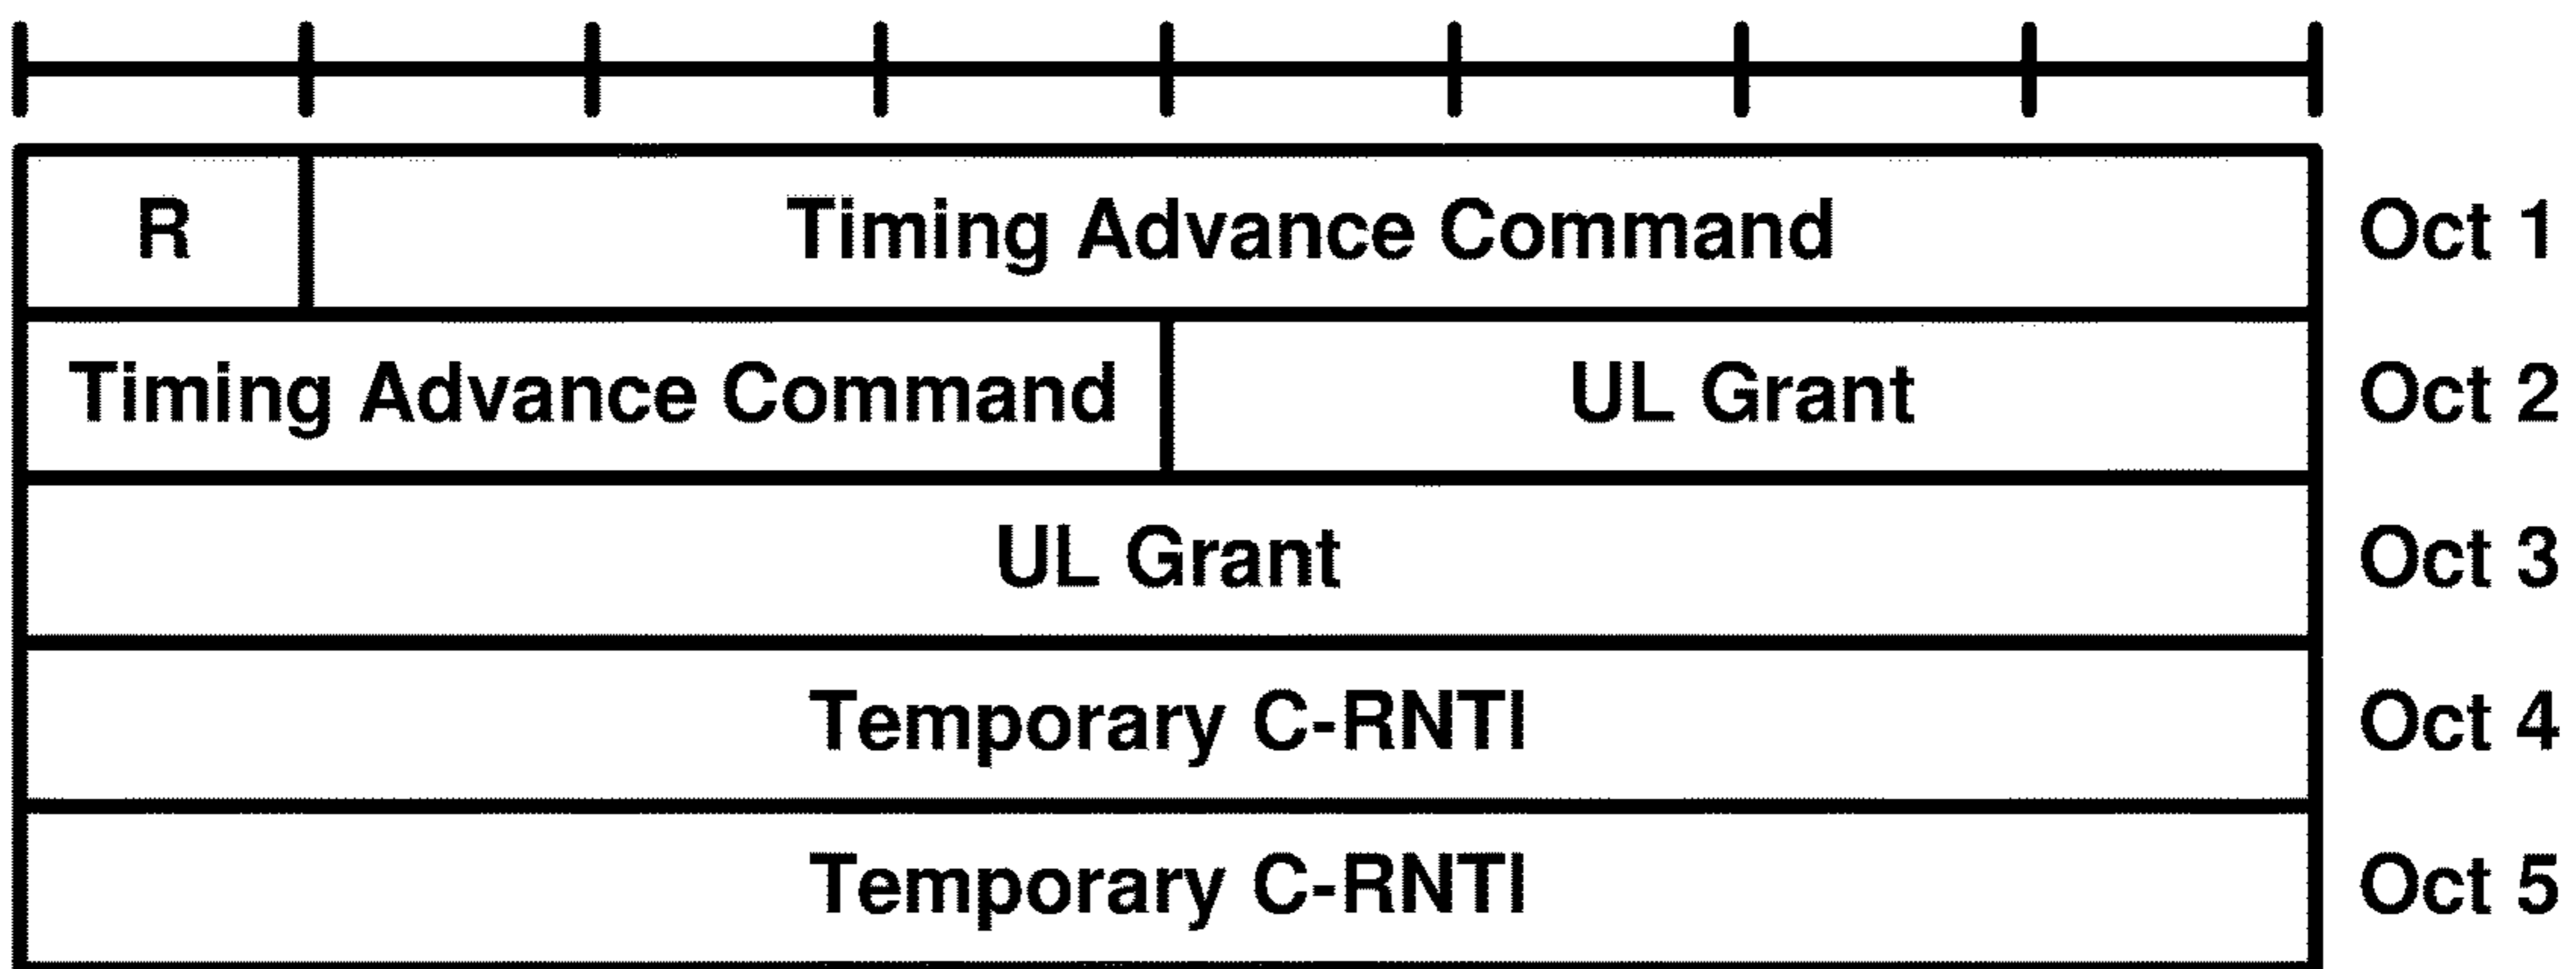 R Timing Advance Command Oct 1
Timing Advance Command UL Grant Oct 2
UL Grant Oct 3
Temporary C-RNTI Oct 4
Temporary C-RNTI Oct 5